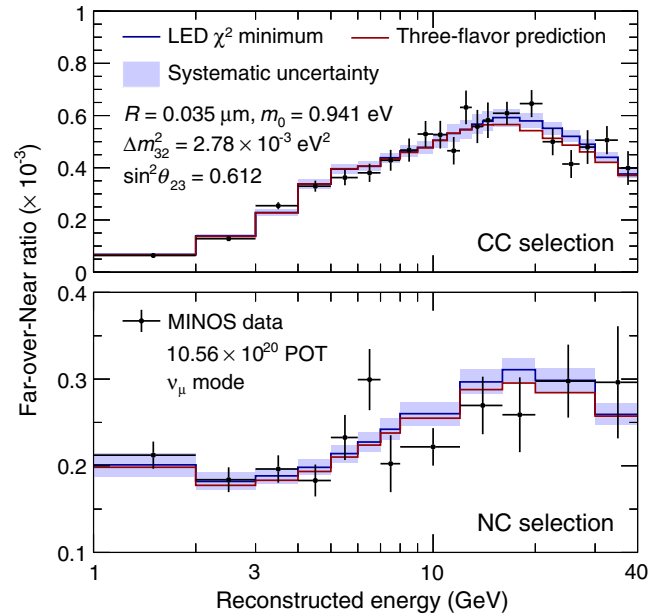 Far-over-Near ratio (× 10⁻³)
1
0.8
0.6
0.4
0.2
0
LED χ² minimum
Three-flavor prediction
Systematic uncertainty
R = 0.035 μm, m₀ = 0.941 eV
Δm²₃₂ = 2.78 × 10⁻³ eV²
sin²θ₂₃ = 0.612
CC selection
0.4
0.3
0.2
0.1
MINOS data
10.56 × 10²⁰ POT
νμ mode
NC selection
1 3 10 40
Reconstructed energy (GeV)